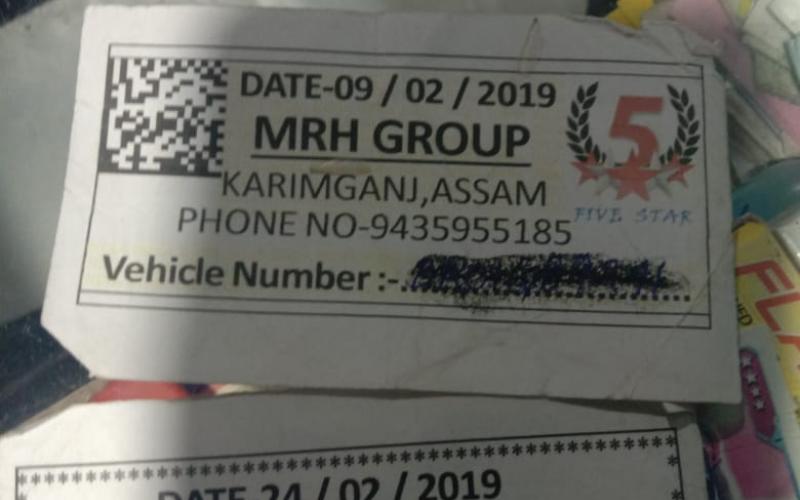 DATE-09 / 02 / 2019
MRH GROUP
KARIMGANJ,ASSAM
PHONE NO-9435955185
Vehicle Number :-
5
FIVE STAR
DATE-24 / 02 / 2019